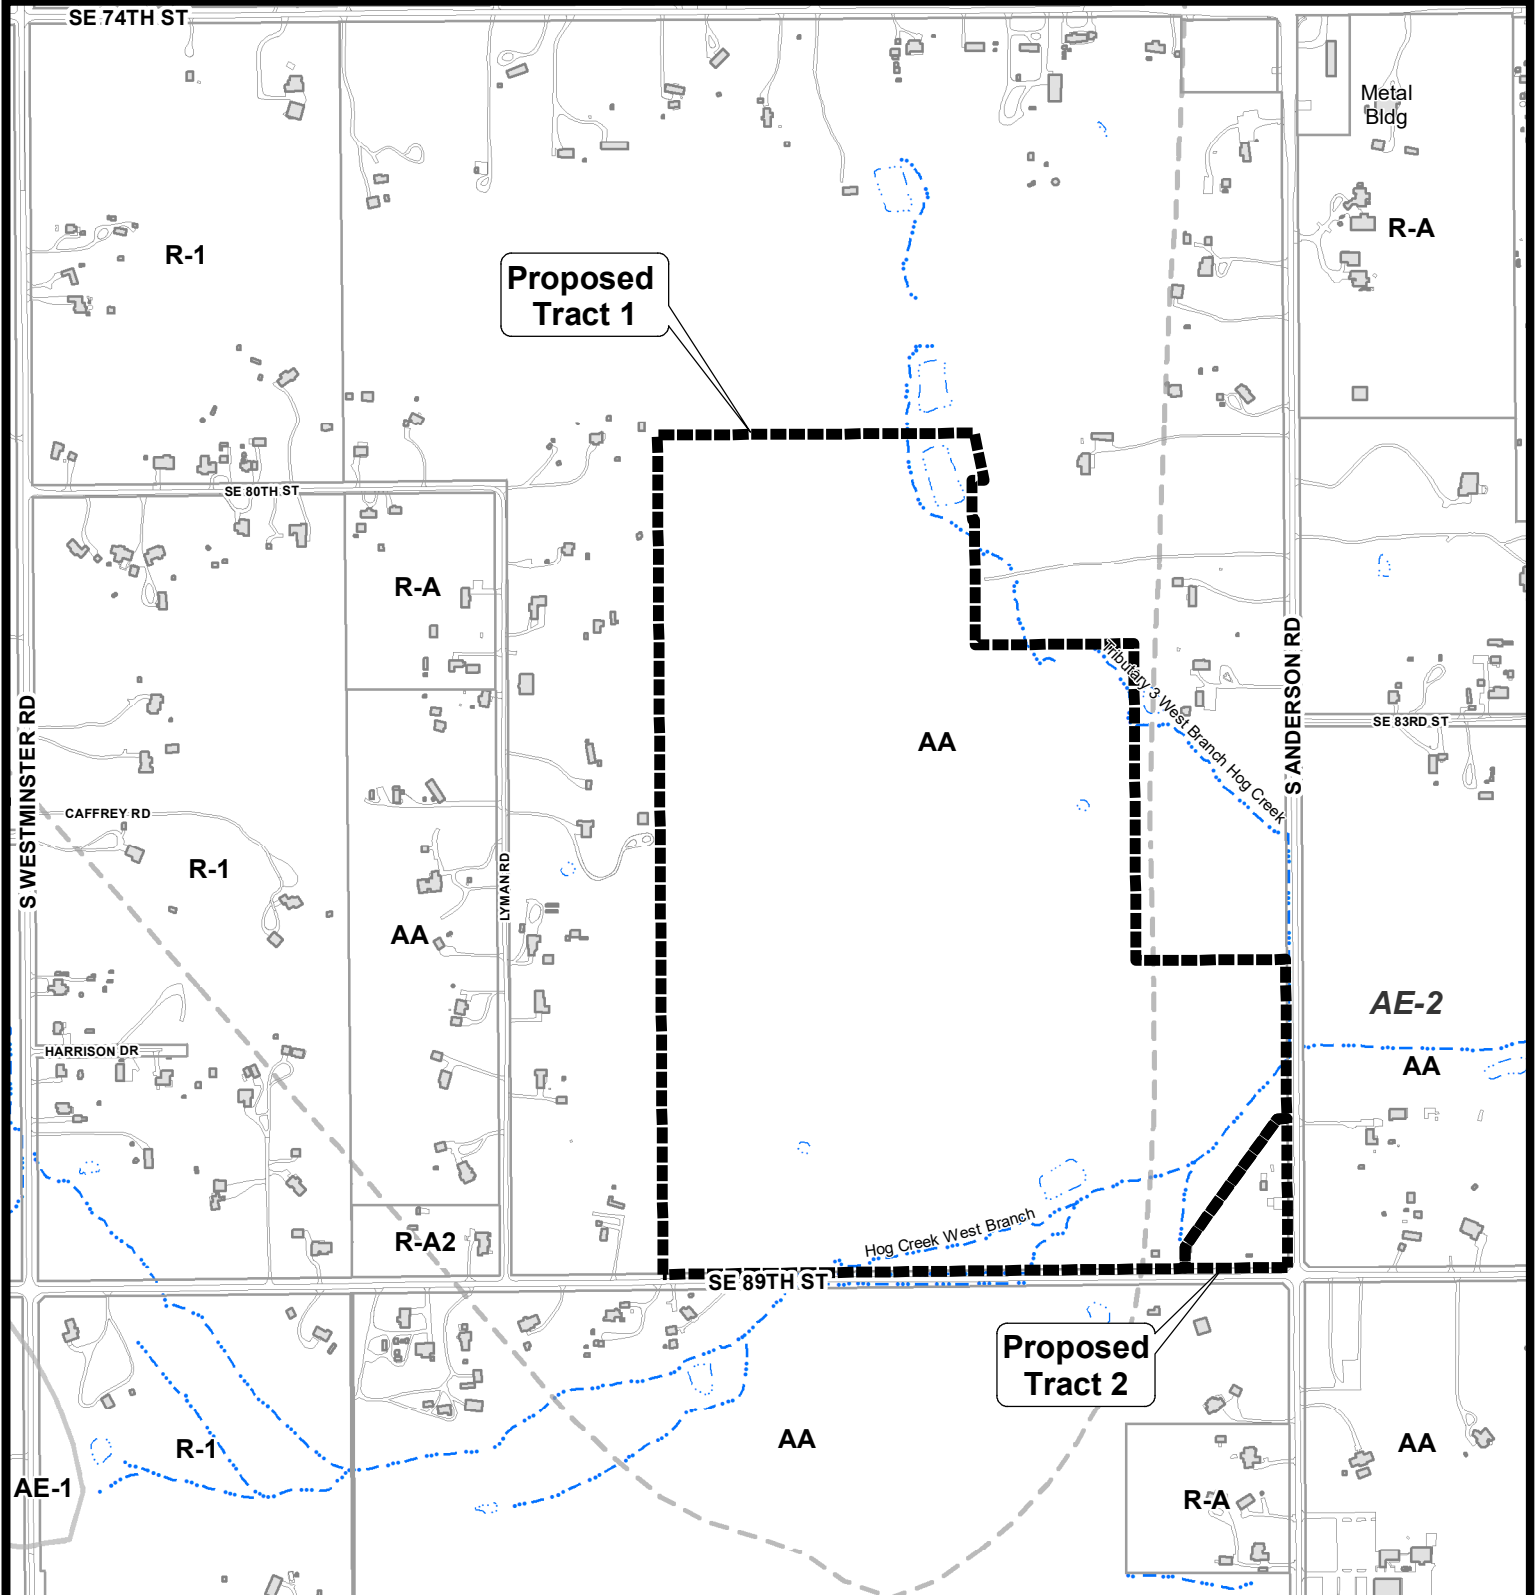 SE 74TH ST
Metal
Bldg
R-1
R-A
Proposed
Tract 1
SE 80TH ST
R-A
S ANDERSON RD
Tributary 3 West Branch Hog Creek
S WESTMINSTER RD
SE 83RD ST
AA
CAFFREY RD
R-1
LYMAN RD
AA
AE-2
HARRISON DR
AA
R-A2
Hog Creek West Branch
SE 89TH ST
Proposed
Tract 2
R-1
AA
AA
AE-1
R-A